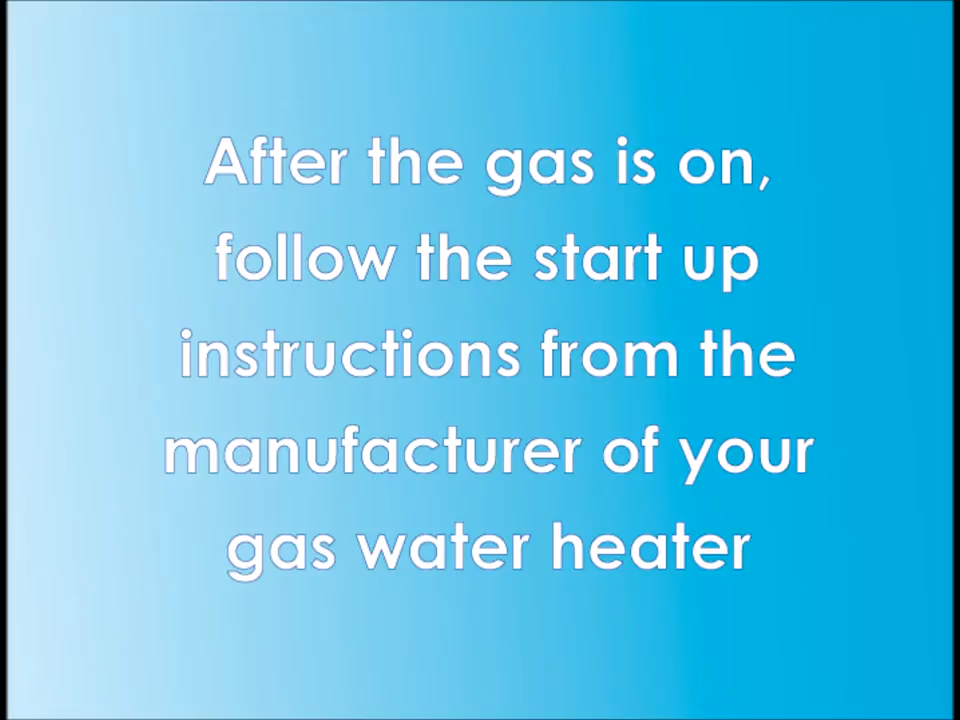 After the gas is on,
follow the start up
instructions from the
manufacturer of your
gas water heater